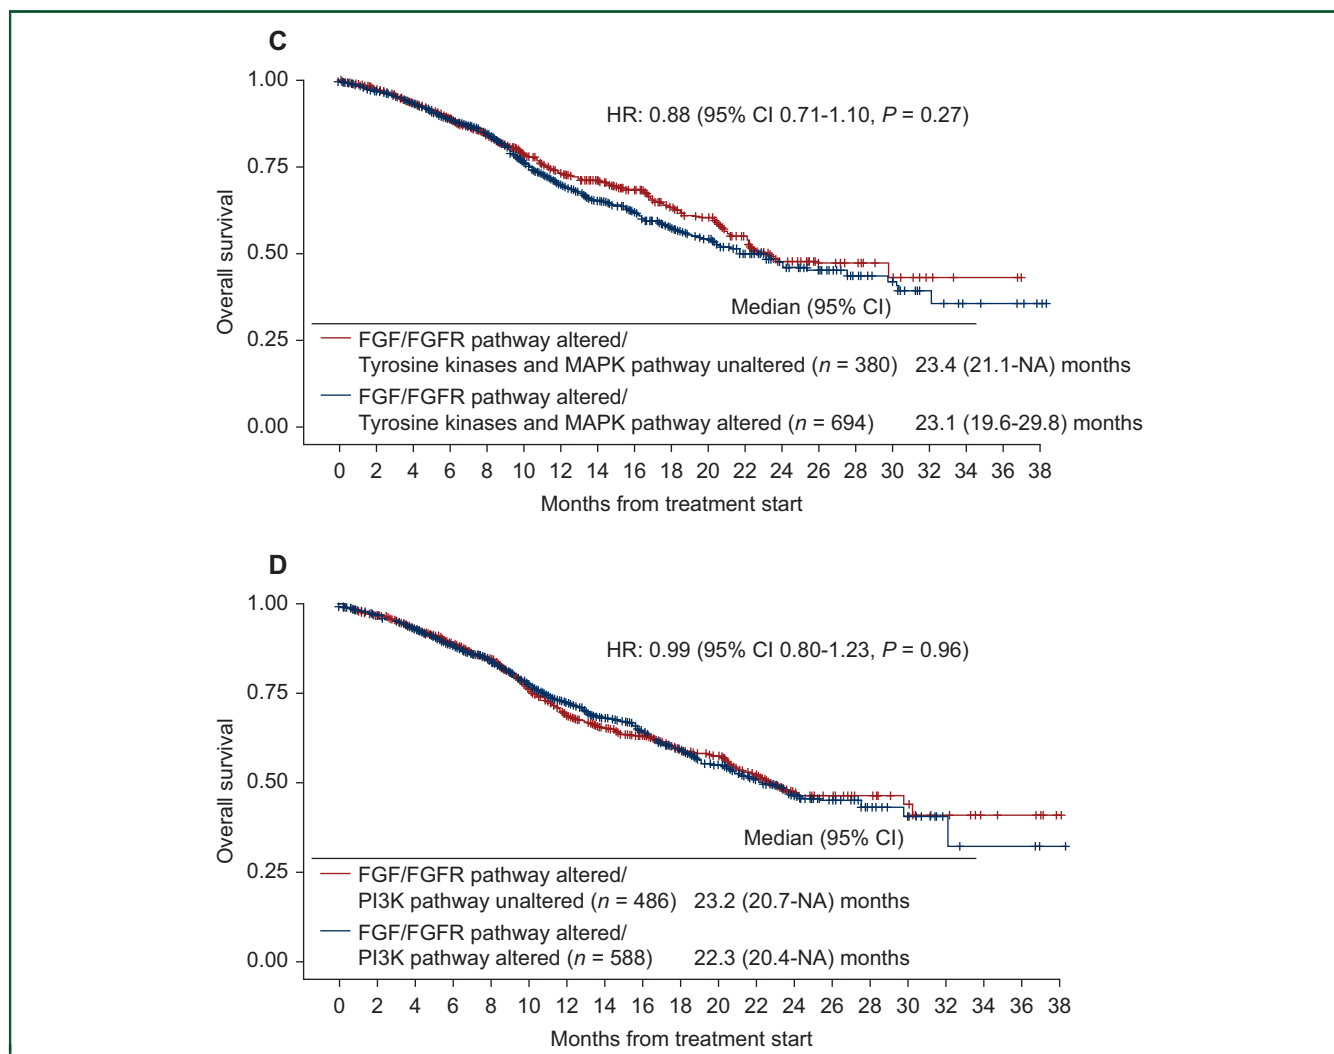 C
1.00
0.75
0.50
0.25
0.00
Overall survival
HR: 0.88 (95% CI 0.71-1.10, P = 0.27)
Median (95% CI)
FGF/FGFR pathway altered/
Tyrosine kinases and MAPK pathway unaltered (n = 380) 23.4 (21.1-NA) months
FGF/FGFR pathway altered/
Tyrosine kinases and MAPK pathway altered (n = 694) 23.1 (19.6-29.8) months
0 2 4 6 8 10 12 14 16 18 20 22 24 26 28 30 32 34 36 38
Months from treatment start
D
1.00
0.75
0.50
0.25
0.00
Overall survival
HR: 0.99 (95% CI 0.80-1.23, P = 0.96)
Median (95% CI)
FGF/FGFR pathway altered/
PI3K pathway unaltered (n = 486) 23.2 (20.7-NA) months
FGF/FGFR pathway altered/
PI3K pathway altered (n = 588) 22.3 (20.4-NA) months
0 2 4 6 8 10 12 14 16 18 20 22 24 26 28 30 32 34 36 38
Months from treatment start